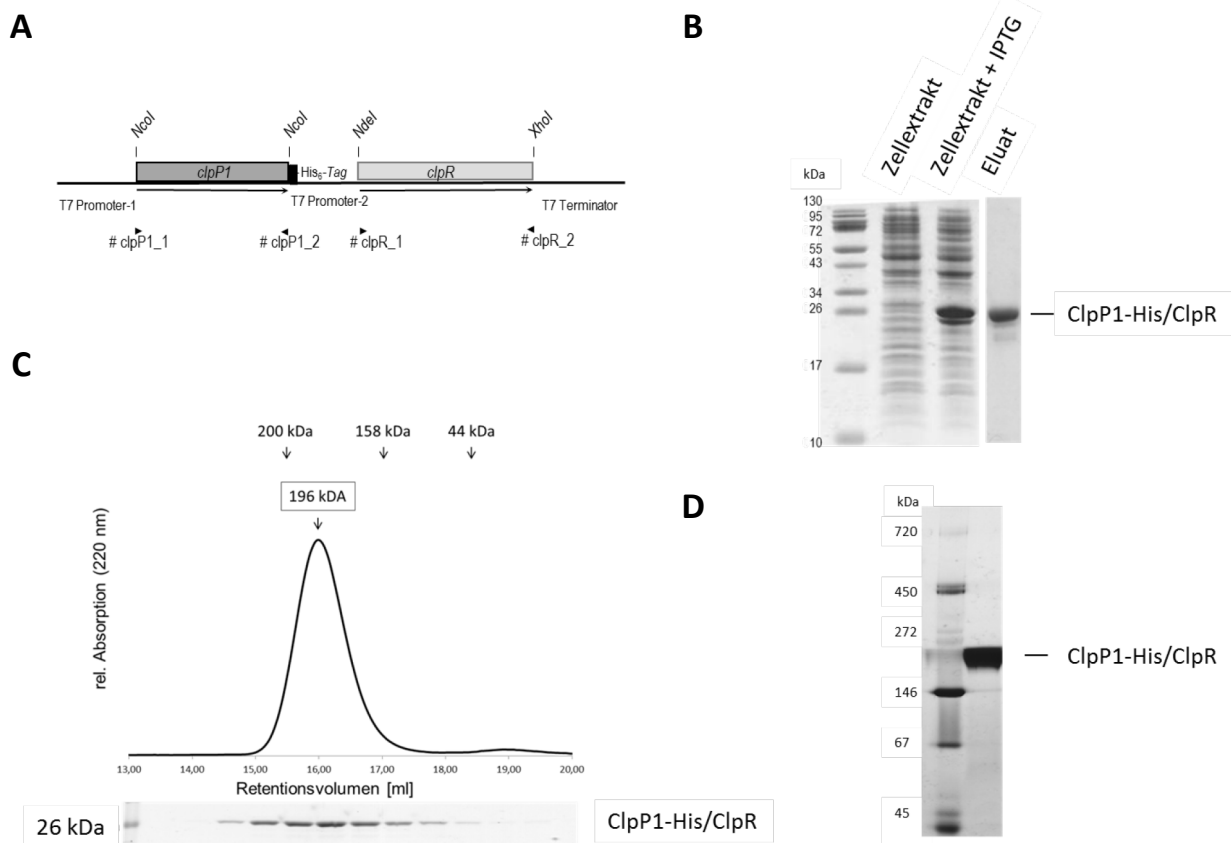 A
NcoI
NcoI
NdeI
XhoI
clpP1
His₆-Tag
clpR
T7 Promoter-1
T7 Promoter-2
T7 Terminator
# clpP1_1
# clpP1_2
# clpR_1
# clpR_2
B
Zellextrakt
Zellextrakt + IPTG
Eluat
kDa
130
95
72
55
43
34
26
17
10
ClpP1-His/ClpR
C
200 kDa
158 kDa
44 kDa
196 kDA
rel. Absorption (220 nm)
13,00 14,00 15,00 16,00 17,00 18,00 19,00 20,00
Retentionsvolumen [ml]
26 kDa
ClpP1-His/ClpR
D
kDa
720
450
272
146
67
45
ClpP1-His/ClpR